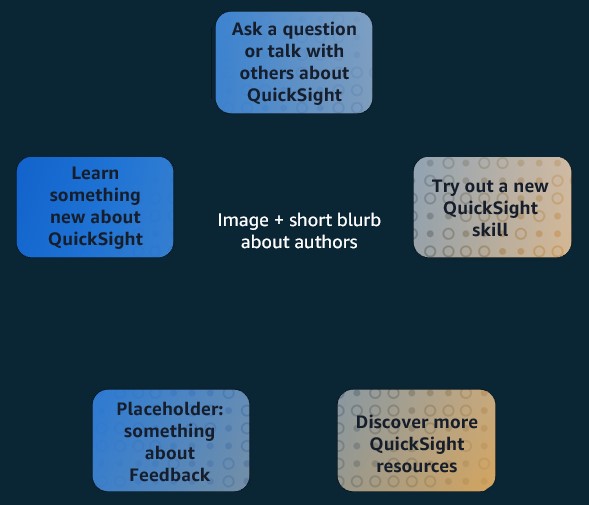 Ask a question
or talk with
others about
QuickSight
Learn
something
new about
QuickSight
Image + short blurb
about authors
Try out a new
QuickSight
skill
Placeholder:
something
about
Feedback
Discover more
QuickSight
resources